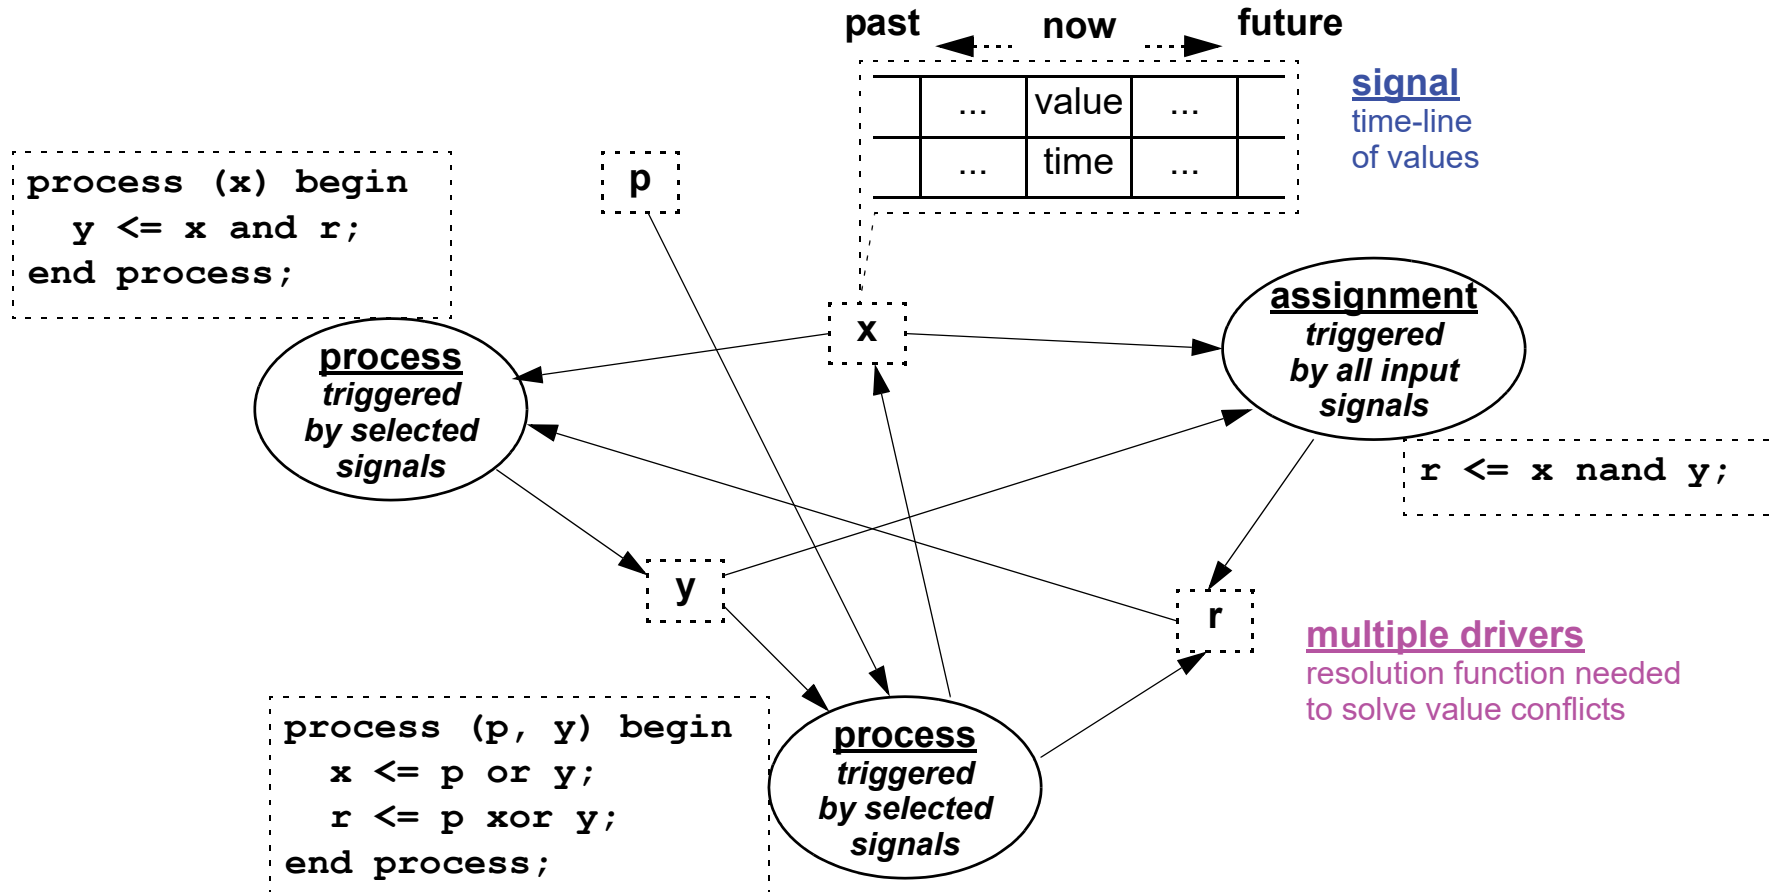 past now future
... value ...
... time ...
signal
time-line
of values
process (x) begin
y <= x and r;
end process;
p
x
process
triggered
by selected
signals
assignment
triggered
by all input
signals
r <= x nand y;
y
r
multiple drivers
resolution function needed
to solve value conflicts
process (p, y) begin
x <= p or y;
r <= p xor y;
end process;
process
triggered
by selected
signals